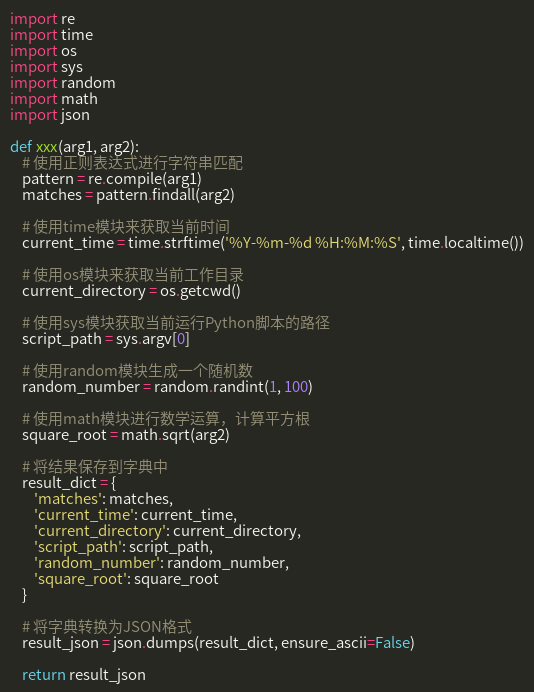 import re
import time
import os
import sys
import random
import math
import json
def xxx(arg1, arg2):
# 使用正则表达式进行字符串匹配
pattern = re.compile(arg1)
matches = pattern.findall(arg2)
# 使用time模块来获取当前时间
current_time = time.strftime('%Y-%m-%d %H:%M:%S', time.localtime())
# 使用os模块来获取当前工作目录
current_directory = os.getcwd()
# 使用sys模块获取当前运行Python脚本的路径
script_path = sys.argv[0]
# 使用random模块生成一个随机数
random_number = random.randint(1, 100)
# 使用math模块进行数学运算，计算平方根
square_root = math.sqrt(arg2)
# 将结果保存到字典中
result_dict = {
'matches': matches,
'current_time': current_time,
'current_directory': current_directory,
'script_path': script_path,
'random_number': random_number,
'square_root': square_root
}
# 将字典转换为JSON格式
result_json = json.dumps(result_dict, ensure_ascii=False)
return result_json